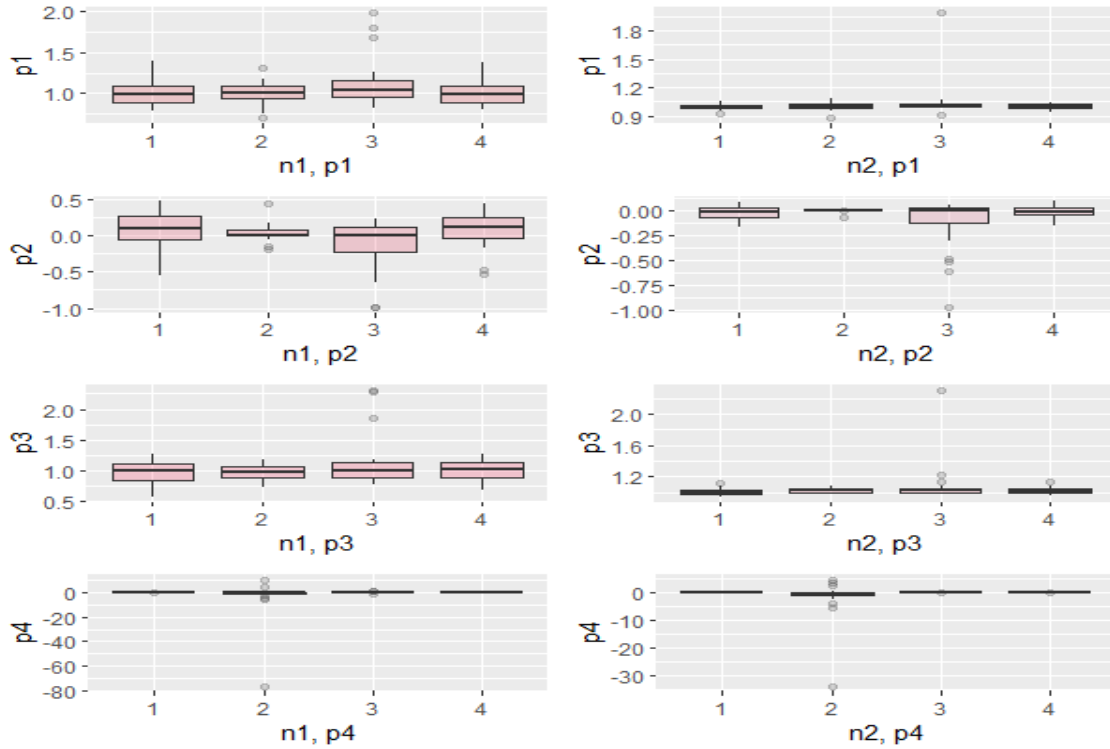 2.0
1.5
1.0
p1
1 2 3 4
n1, p1
1.8
1.5
1.2
0.9
p1
1 2 3 4
n2, p1
0.5
0.0
-0.5
-1.0
p2
1 2 3 4
n1, p2
0.00
-0.25
-0.50
-0.75
-1.00
p2
1 2 3 4
n2, p2
2.0
1.5
1.0
0.5
p3
1 2 3 4
n1, p3
2.0
1.6
1.2
p3
1 2 3 4
n2, p3
0
-20
-40
-60
-80
p4
1 2 3 4
n1, p4
0
-10
-20
-30
p4
1 2 3 4
n2, p4